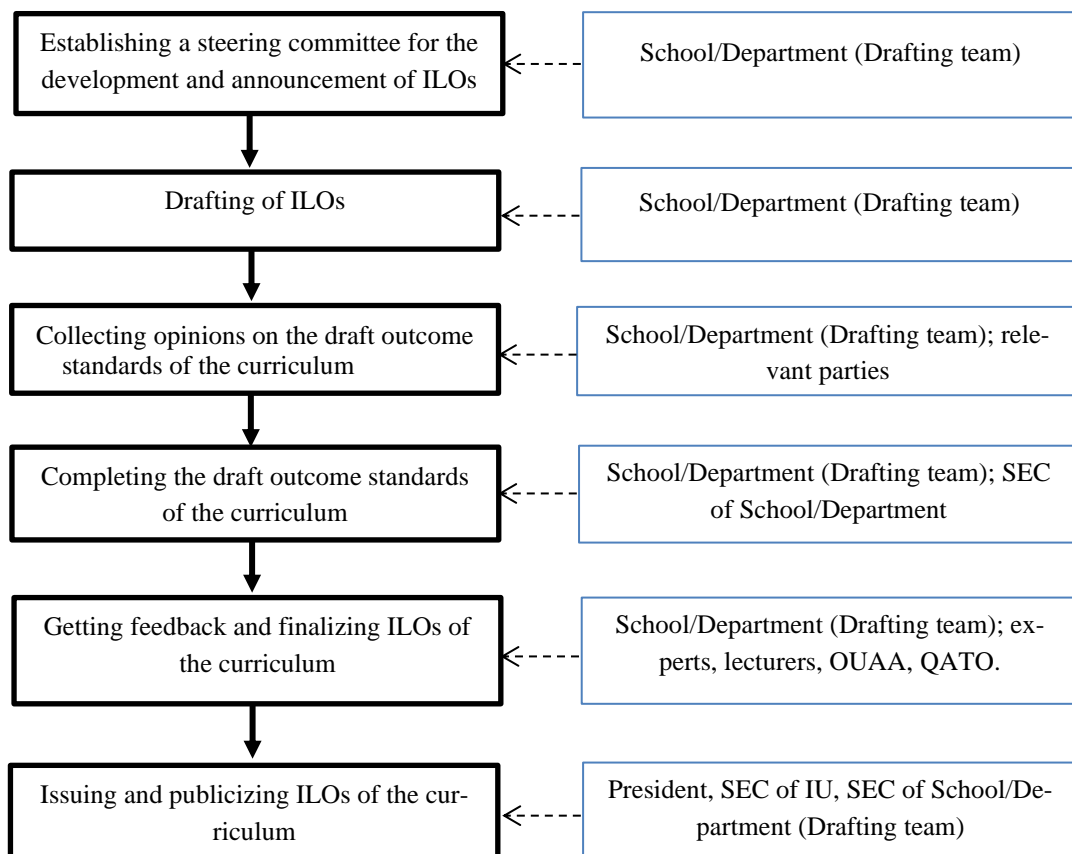 Establishing a steering committee for the
development and announcement of ILOs
School/Department (Drafting team)
Drafting of ILOs
School/Department (Drafting team)
Collecting opinions on the draft outcome
standards of the curriculum
School/Department (Drafting team); rele-
vant parties
Completing the draft outcome standards
of the curriculum
School/Department (Drafting team); SEC
of School/Department
Getting feedback and finalizing ILOs of
the curriculum
School/Department (Drafting team); ex-
perts, lecturers, OUAA, QATO.
Issuing and publicizing ILOs of the cur-
riculum
President, SEC of IU, SEC of School/De-
partment (Drafting team)